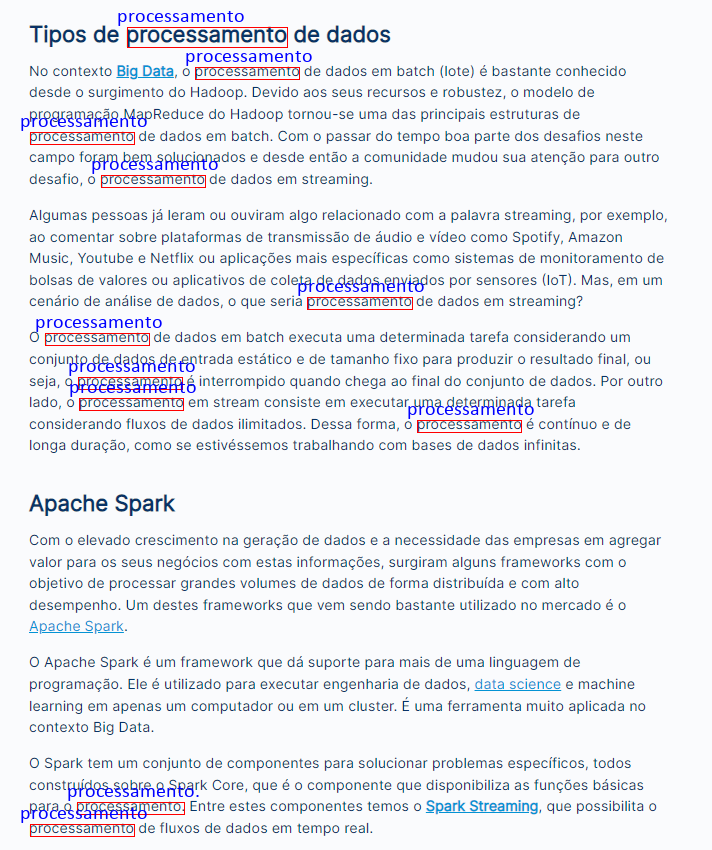 processamento
Tipos de processamento de dados
processamento
No contexto Big Data, o processamento de dados em batch (lote) é bastante conhecido
desde o surgimento do Hadoop. Devido aos seus recursos e robustez, o modelo de
programação MapReduce do Hadoop tornou-se uma das principais estruturas de
processamento
processamento de dados em batch. Com o passar do tempo boa parte dos desafios neste
campo foram bem solucionados e desde então a comunidade mudou sua atenção para outro
processamento
desafio, o processamento de dados em streaming.
Algumas pessoas já leram ou ouviram algo relacionado com a palavra streaming, por exemplo,
ao comentar sobre plataformas de transmissão de áudio e vídeo como Spotify, Amazon
Music, Youtube e Netflix ou aplicações mais específicas como sistemas de monitoramento de
bolsas de valores ou aplicativos de coleta de dados enviados por sensores (IoT). Mas, em um
processamento
cenário de análise de dados, o que seria processamento de dados em streaming?
processamento
O processamento de dados em batch executa uma determinada tarefa considerando um
conjunto de dados de entrada estático e de tamanho fixo para produzir o resultado final, ou
processamento
seja, o processamento é interrompido quando chega ao final do conjunto de dados. Por outro
processamento
lado, o processamento em stream consiste em executar uma determinada tarefa
processamento
considerando fluxos de dados ilimitados. Dessa forma, o processamento é contínuo e de
longa duração, como se estivéssemos trabalhando com bases de dados infinitas.
Apache Spark
Com o elevado crescimento na geração de dados e a necessidade das empresas em agregar
valor para os seus negócios com estas informações, surgiram alguns frameworks com o
objetivo de processar grandes volumes de dados de forma distribuída e com alto
desempenho. Um destes frameworks que vem sendo bastante utilizado no mercado é o
Apache Spark.
O Apache Spark é um framework que dá suporte para mais de uma linguagem de
programação. Ele é utilizado para executar engenharia de dados, data science e machine
learning em apenas um computador ou em um cluster. É uma ferramenta muito aplicada no
contexto Big Data.
O Spark tem um conjunto de componentes para solucionar problemas específicos, todos
construídos sobre o Spark Core, que é o componente que disponibiliza as funções básicas
processamento.
para o processamento. Entre estes componentes temos o Spark Streaming, que possibilita o
processamento
processamento de fluxos de dados em tempo real.